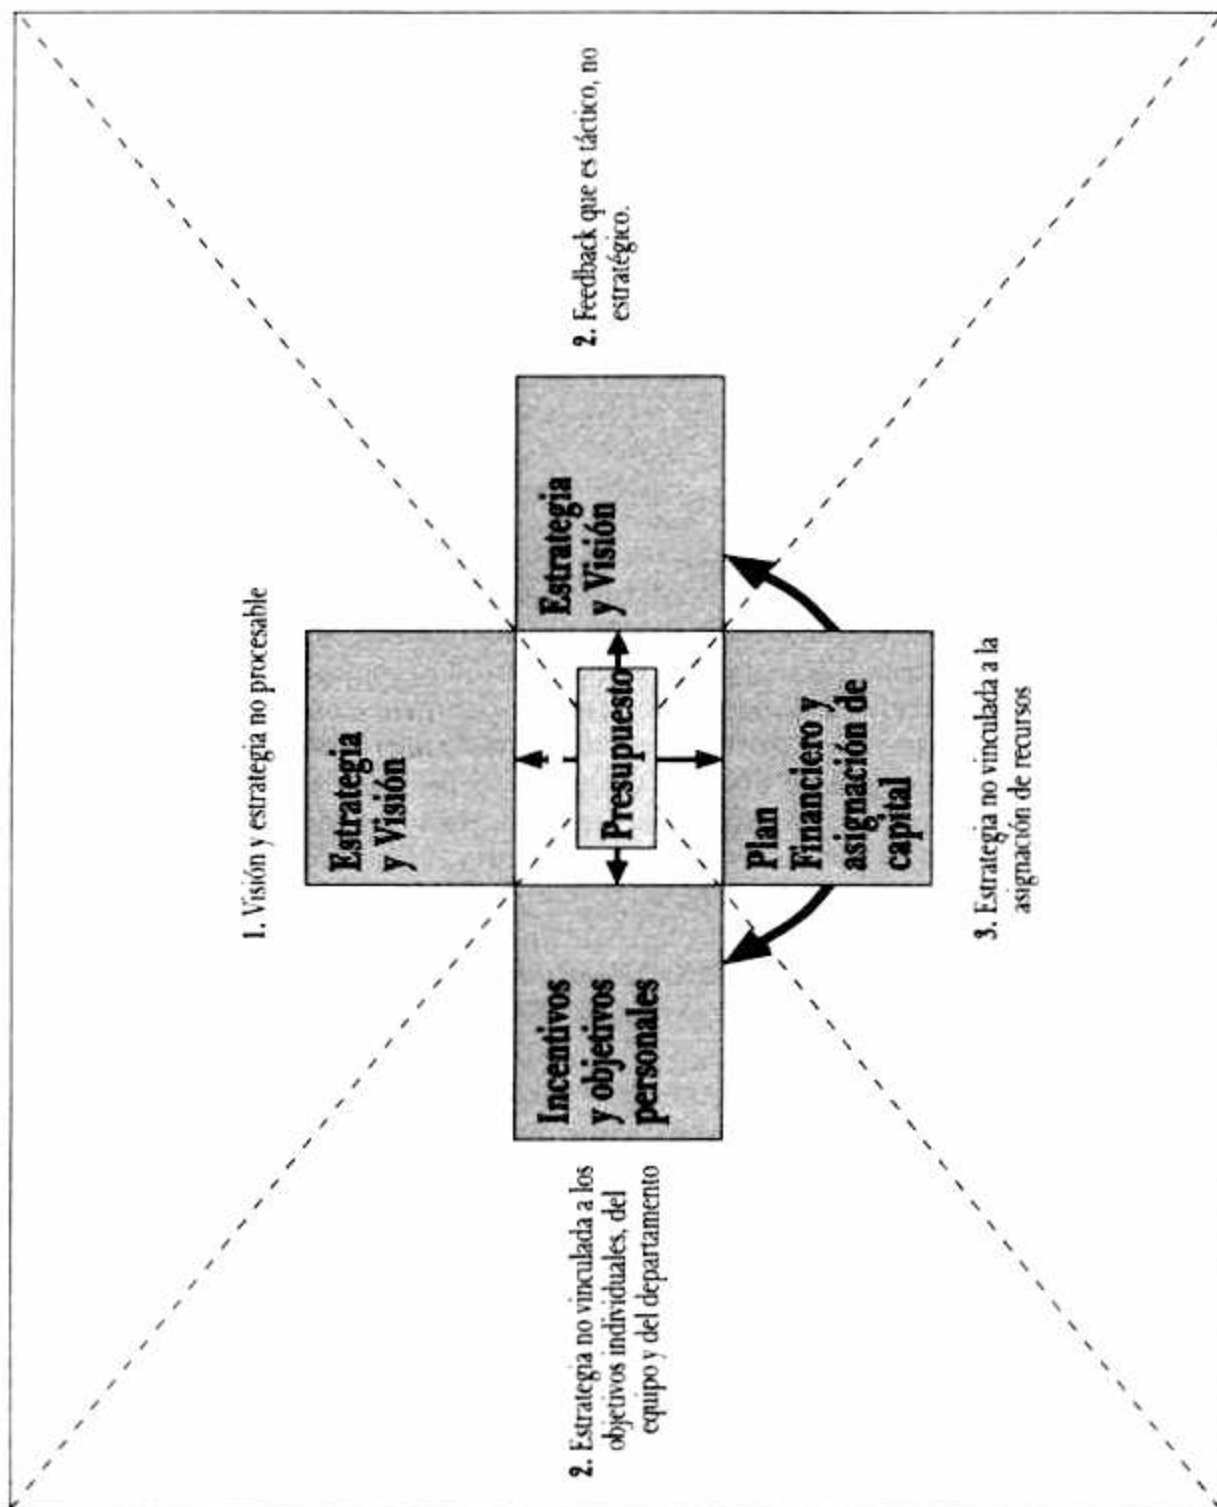 1. Visión y estrategia no procesable
Estrategia
y Visión
2. Estrategia no vinculada a los
objetivos individuales, del
equipo y del departamento
Incentivos
y objetivos
personales
Presupuesto
Estrategia
y Visión
2. Feedback que es táctico, no
estratégico.
Plan
Financiero y
asignación de
capital
3. Estrategia no vinculada a la
asignación de recursos